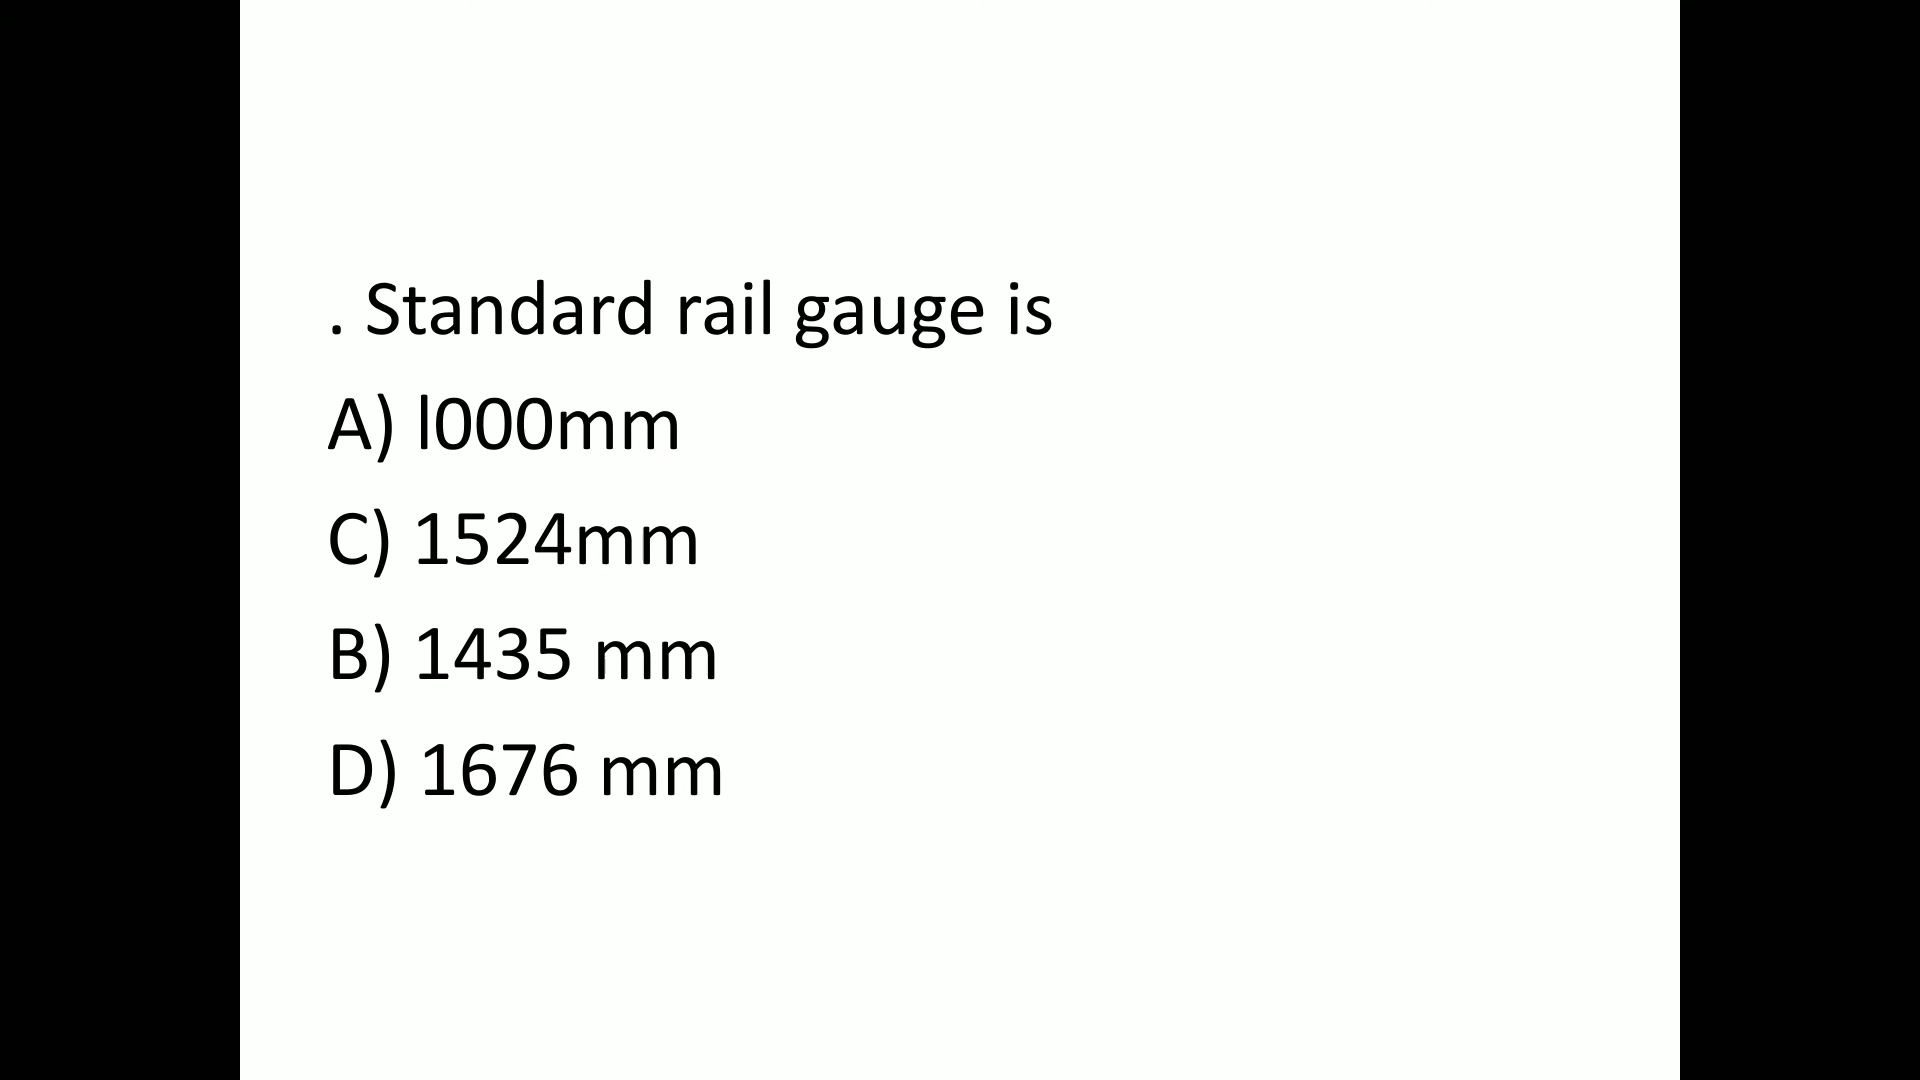 . Standard rail gauge is
A) l000mm
C) 1524mm
B) 1435 mm
D) 1676 mm